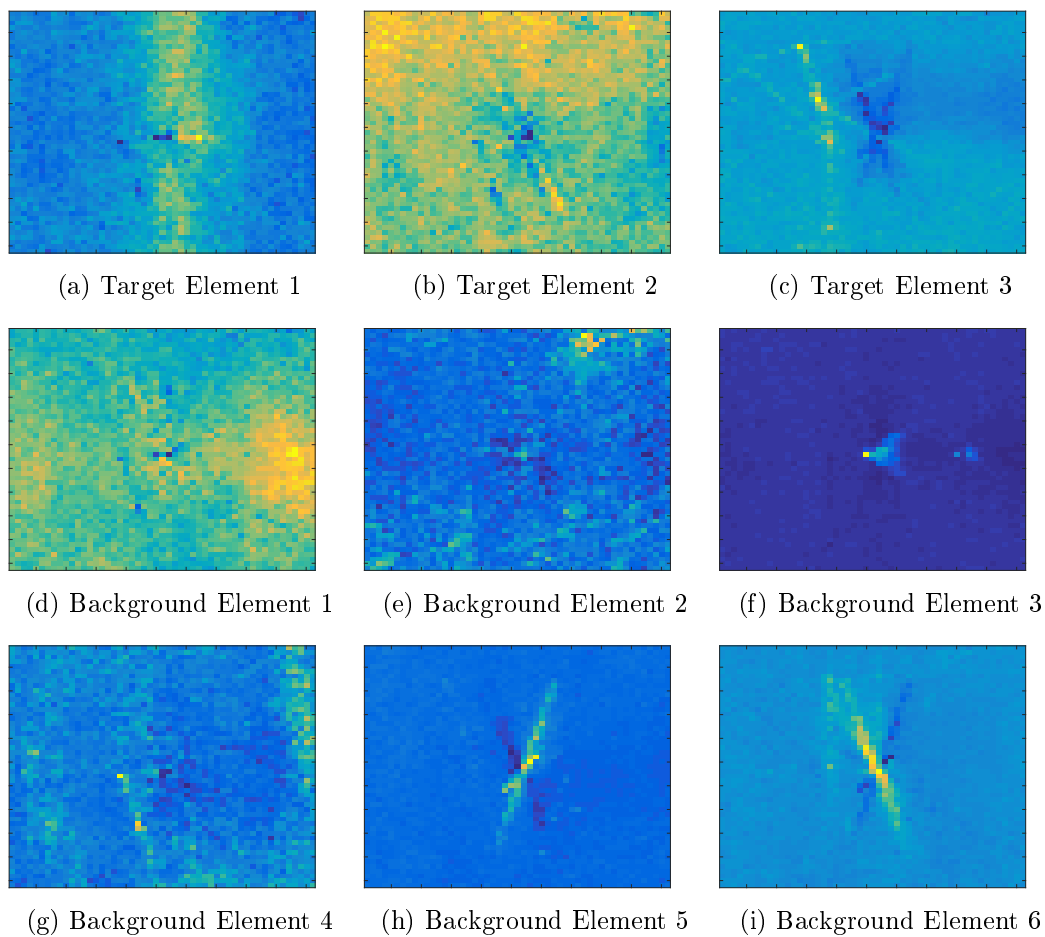 (a) Target Element 1
(b) Target Element 2
(c) Target Element 3
(d) Background Element 1
(e) Background Element 2
(f) Background Element 3
(g) Background Element 4
(h) Background Element 5
(i) Background Element 6